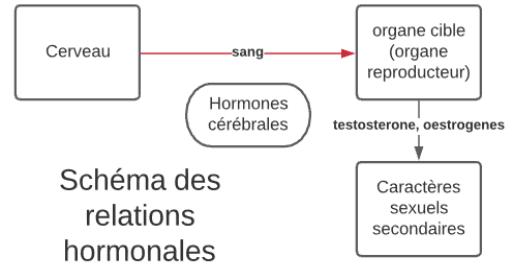 Cerveau
sang
organe cible
(organe
reproducteur)
Hormones
cérébrales
testosterone, oestrogenes
Schéma des
relations
hormonales
Caractères
sexuels
secondaires